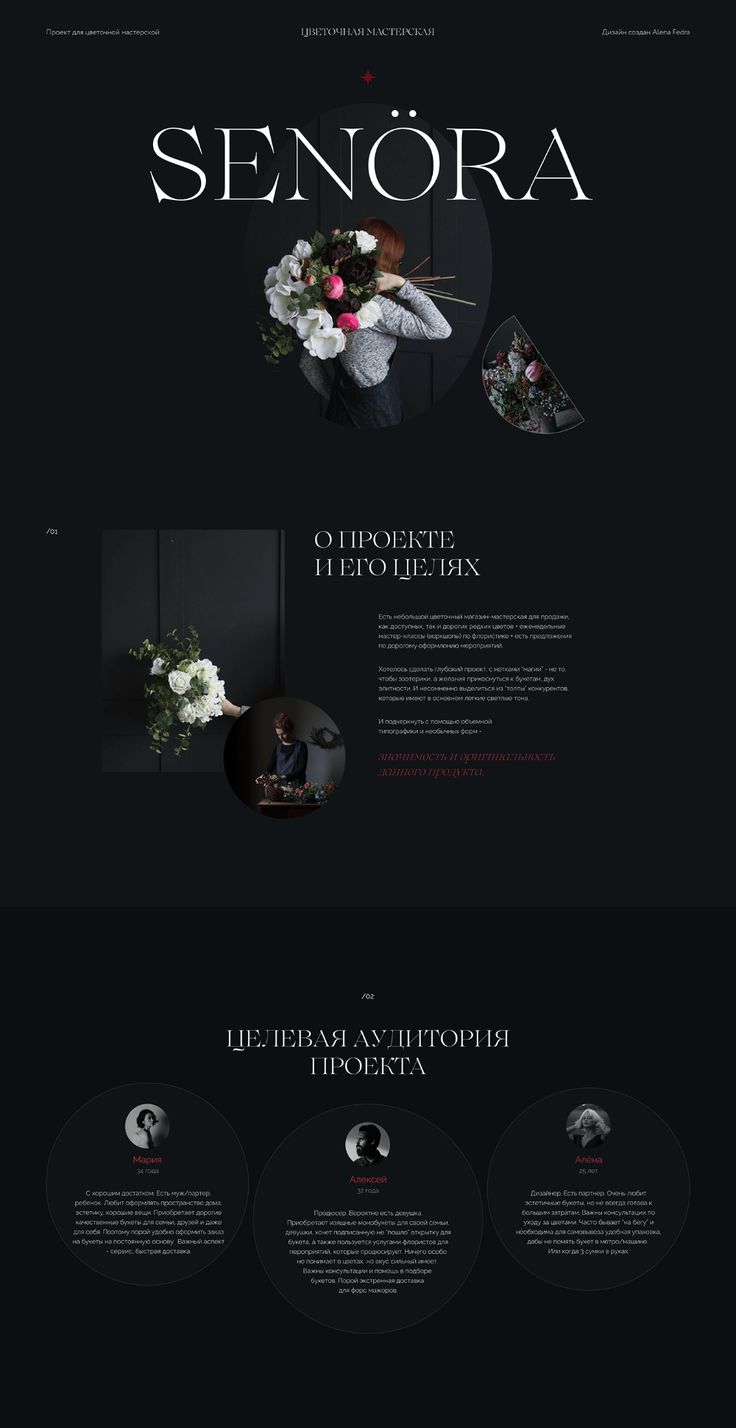 Проект для цветочной мастерской
ЦВЕТОЧНАЯ МАСТЕРСКАЯ
Дизайн создан Alena Fedra
SENÖRA
/01
О ПРОЕКТЕ
И ЕГО ЦЕЛЯХ
Есть небольшой цветочный магазин-мастерская для продажи,
как доступных, так и дорогих редких цветов + еженедельные
мастер-классы (воркшопы) по флористике + есть предложения
по дорогому оформлению мероприятий.
Хотелось сделать глубокий проект, с нотками "магии" - не то,
чтобы эзотерики, а желания прикоснуться к букетам, дух
элитности. И несомненно выделиться из "толпы" конкурентов,
которые имеют в основном легкие светлые тона.
И подчеркнуть с помощью объемной
типографики и необычных форм -
значимость и оригинальность
данного продукта.
/02
ЦЕЛЕВАЯ АУДИТОРИЯ
ПРОЕКТА
Мария
34 года
С хорошим достатком. Есть муж/партер,
ребенок. Любит оформлять пространство дома,
эстетику, хорошие вещи. Приобретает дорогие
качественные букеты для семьи, друзей и даже
для себя. Поэтому порой удобно оформить заказ
на букеты на постоянную основу. Важный аспект
- сервис, быстрая доставка.
Алексей
32 года
Продюсер. Вероятно есть девушка.
Приобретает изящные монобукеты для своей семьи,
девушки, хочет подписанную не "пошло" открытку для
букета, а также пользуется услугами флористов для
мероприятий, которые продюсирует. Ничего особо
не понимает в цветах, но вкус сильный имеет.
Важны консультации и помощь в подборе
букетов. Порой экстренная доставка
для форс мажоров.
Алёна
25 лет
Дизайнер. Есть партнер. Очень любит
эстетичные букеты, но не всегда готова к
большим затратам. Важны консультации по
уходу за цветами. Часто бывает "на бегу" и
необходима для самовывоза удобная упаковка,
дабы не помять букет в метро/машине.
Или когда 3 сумки в руках.